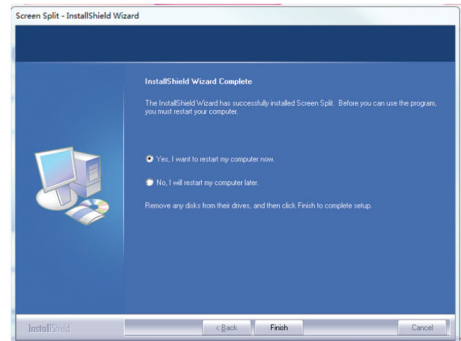 Screen Split - InstallShield Wizard
InstallShield Wizard Complete
The InstallShield Wizard has successfully installed Screen Split. Before you can use the program,
you must restart your computer.
Yes, I want to restart my computer now.
No, I will restart my computer later.
Remove any disks from their drives, and then click Finish to complete setup.
InstallShield
< Back
Finish
Cancel